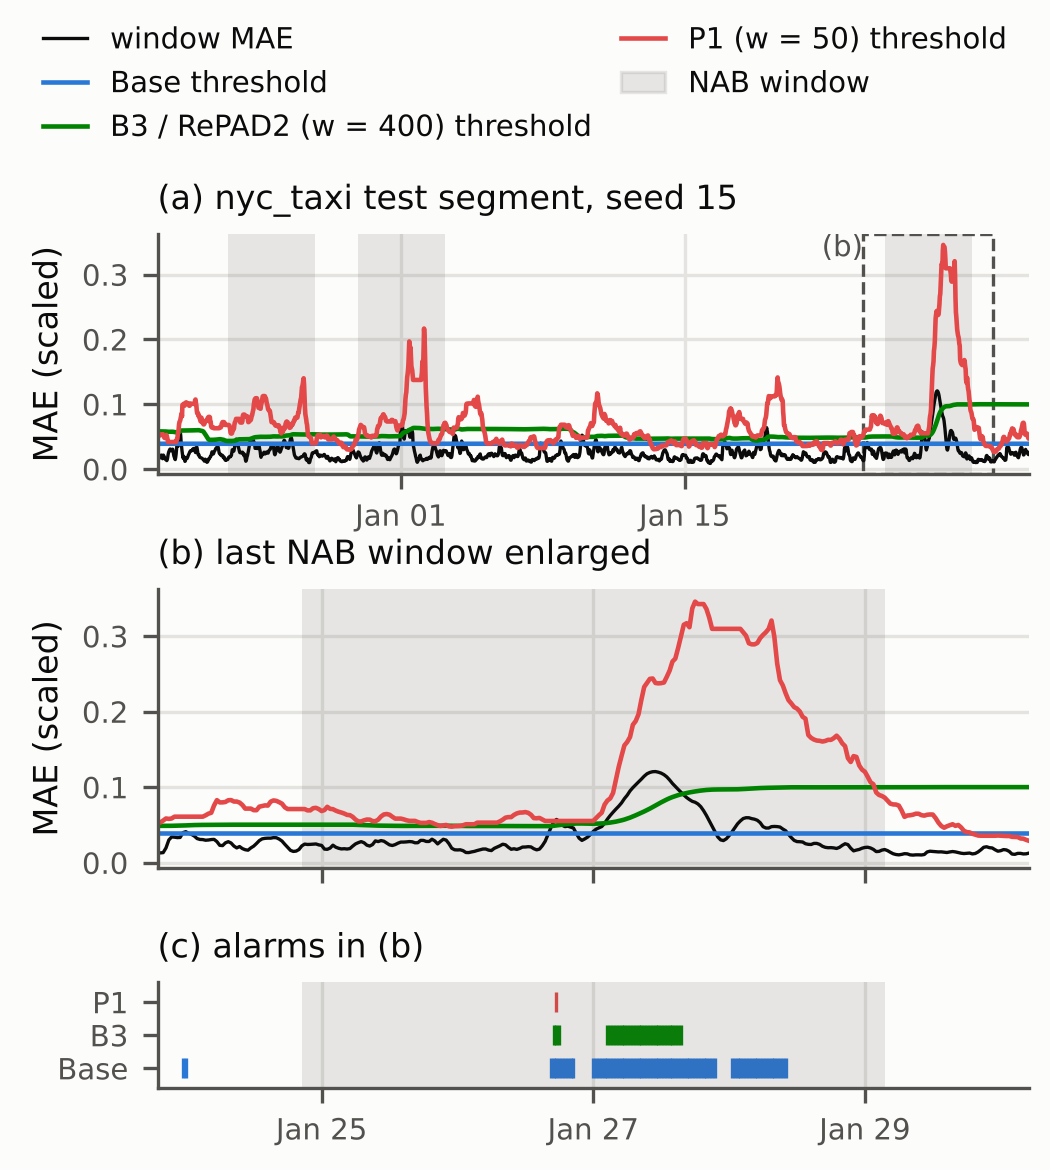 window MAE
Base threshold
B3 / RePAD2 (w = 400) threshold
P1 (w = 50) threshold
NAB window
(a) nyc_taxi test segment, seed 15
(b)
MAE (scaled)
0.3
0.2
0.1
0.0
Jan 01
Jan 15
(b) last NAB window enlarged
MAE (scaled)
0.3
0.2
0.1
0.0
(c) alarms in (b)
P1
B3
Base
Jan 25
Jan 27
Jan 29